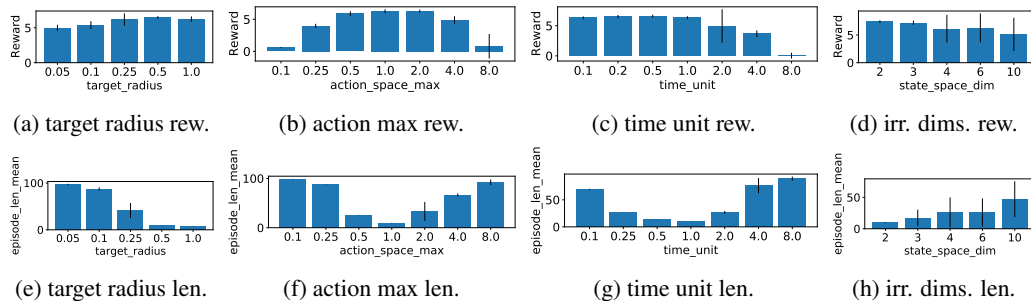 Reward
5
0
0.05 0.1 0.25 0.5 1.0
target_radius
(a) target radius rew.
Reward
5
0
0.1 0.25 0.5 1.0 2.0 4.0 8.0
action_space_max
(b) action max rew.
Reward
5
0
0.1 0.2 0.5 1.0 2.0 4.0 8.0
time_unit
(c) time unit rew.
Reward
5
0
2 3 4 6 10
state_space_dim
(d) irr. dims. rew.
episode_len_mean
100
0
0.05 0.1 0.25 0.5 1.0
target_radius
(e) target radius len.
episode_len_mean
100
0
0.1 0.25 0.5 1.0 2.0 4.0 8.0
action_space_max
(f) action max len.
episode_len_mean
50
0
0.1 0.2 0.5 1.0 2.0 4.0 8.0
time_unit
(g) time unit len.
episode_len_mean
50
0
2 3 4 6 10
state_space_dim
(h) irr. dims. len.